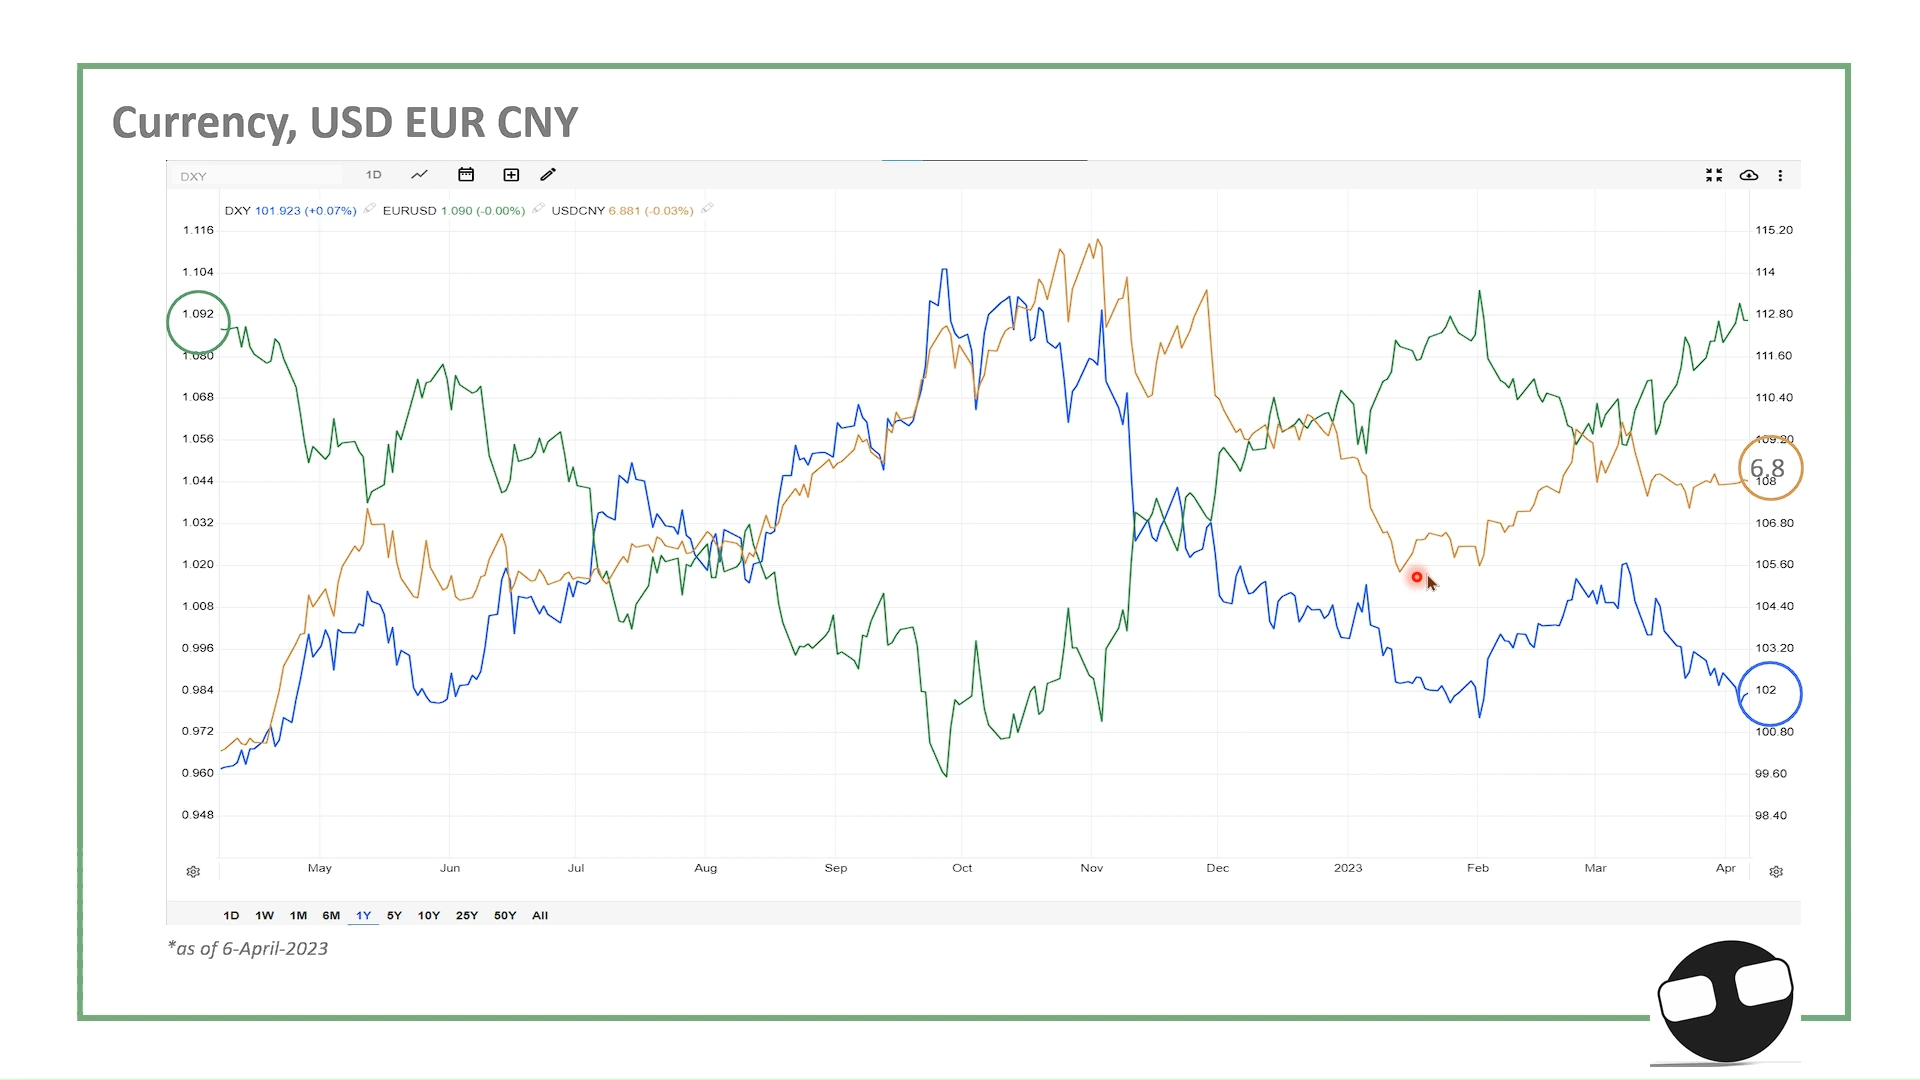 Currency, USD EUR CNY
DXY 1D
DXY 101.923 (+0.07%) EURUSD 1.090 (-0.00%) USDCNY 6.881 (-0.03%)
1.116 115.20
1.104 114
1.092 112.80
1.080 111.60
1.068 110.40
1.056 109.20
6,8
1.044 108
1.032 106.80
1.020 105.60
1.008 104.40
0.996 103.20
0.984 102
0.972 100.80
0.960 99.60
0.948 98.40
May Jun Jul Aug Sep Oct Nov Dec 2023 Feb Mar Apr
1D 1W 1M 6M 1Y 5Y 10Y 25Y 50Y All
*as of 6-April-2023